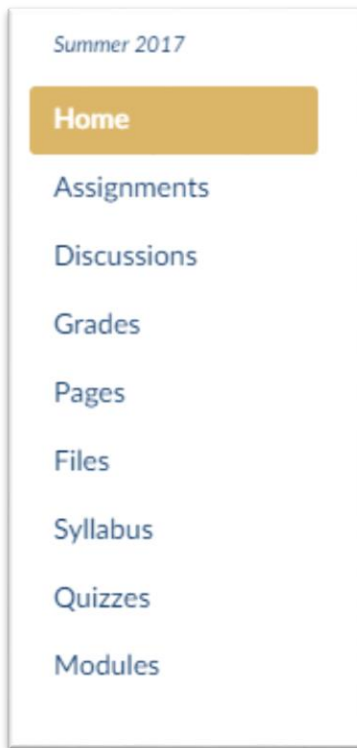 Summer 2017
Home
Assignments
Discussions
Grades
Pages
Files
Syllabus
Quizzes
Modules